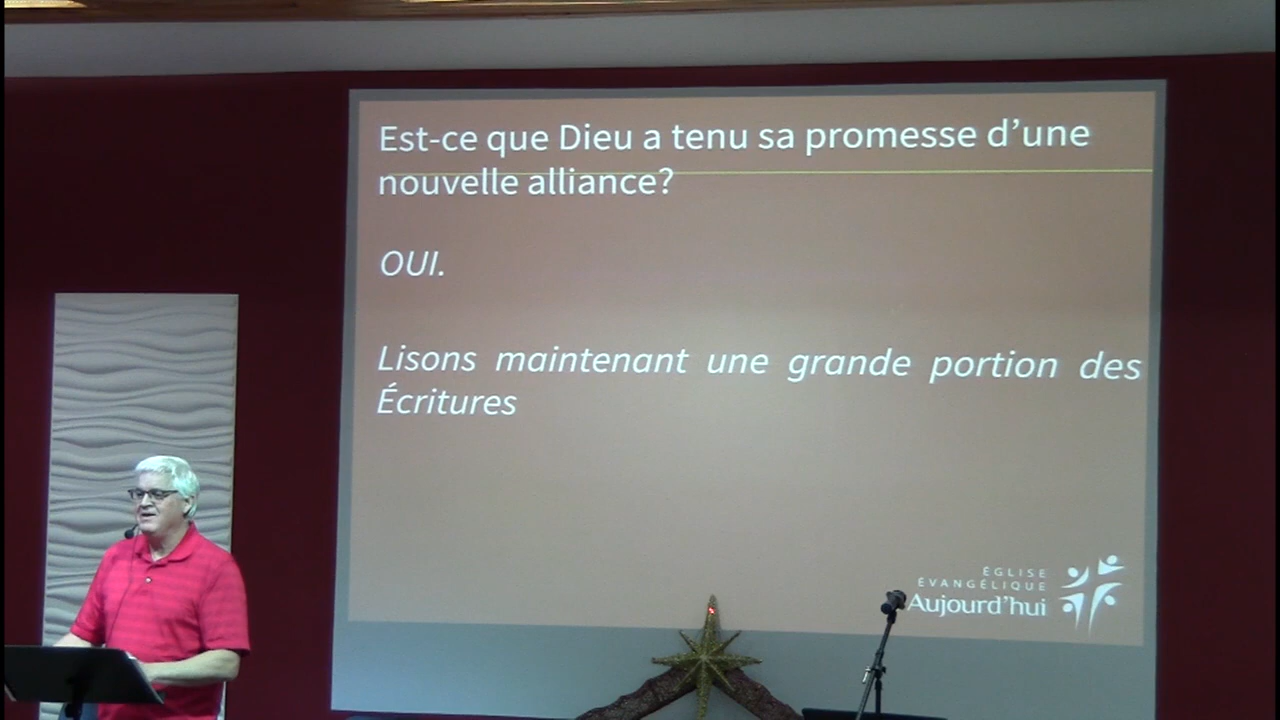 Est-ce que Dieu a tenu sa promesse d’une
nouvelle alliance?
OUI.
Lisons maintenant une grande portion des
Écritures
ÉGLISE
ÉVANGÉLIQUE
Aujourd’hui